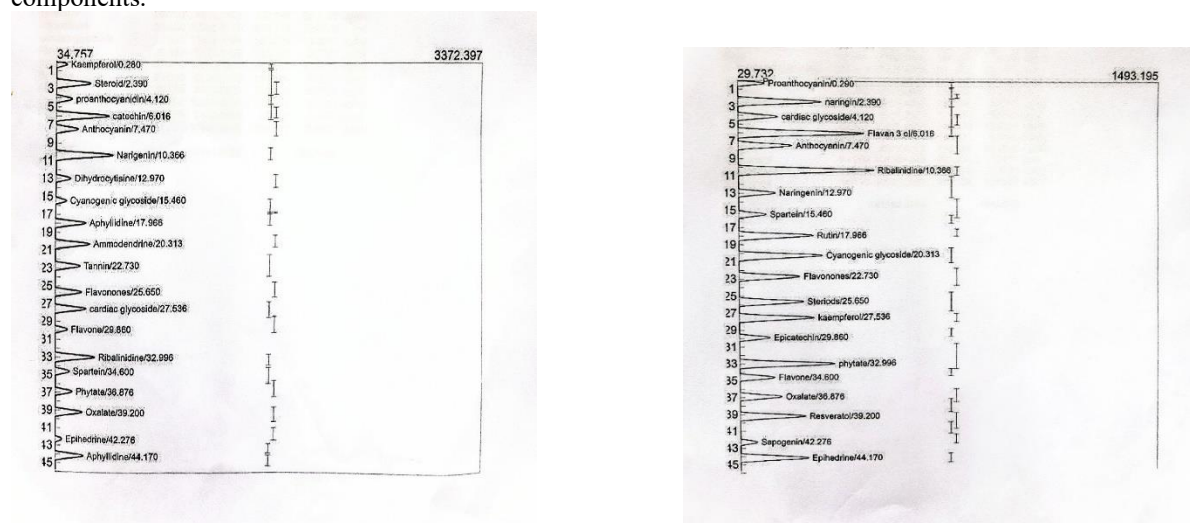 components.
34.757 3372.397
Kaempferol/0.280
1
Steroid/2.390
3
proanthocyanidin/4.120
5
catechin/6.016
7
Anthocyanin/7.470
9
Narigenin/10.366
11
13 Dihydrocytisine/12.970
15 Cyanogenic glycoside/15.460
17
Aphyllidine/17.966
19
Ammodendrine/20.313
21
23 Tannin/22.730
25
Flavonones/25.650
27 cardiac glycoside/27.536
29
Flavone/29.860
31
33 Ribalinidine/32.996
35 Spartein/34.600
37 Phytate/36.876
39 Oxalate/39.200
41
Epihedrine/42.276
43
45 Aphyllidine/44.170
29.732 1493.195
Proanthocyanin/0.290
1
naringin/2.390
3
cardiac glycoside/4.120
5
Flavan 3 ol/6.016
7
Anthocyanin/7.470
9
Ribalinidine/10.366
11
13 Naringenin/12.970
15 Spartein/15.460
17
Rutin/17.966
19
Cyanogenic glycoside/20.313
21
23 Flavonones/22.730
25
Steriods/25.650
27 kaempferol/27.536
29
Epicatechin/29.860
31
33 phytate/32.996
35 Flavone/34.600
37 Oxalate/36.876
39 Resveratol/39.200
41
Sapogenin/42.276
43
45 Epihedrine/44.170